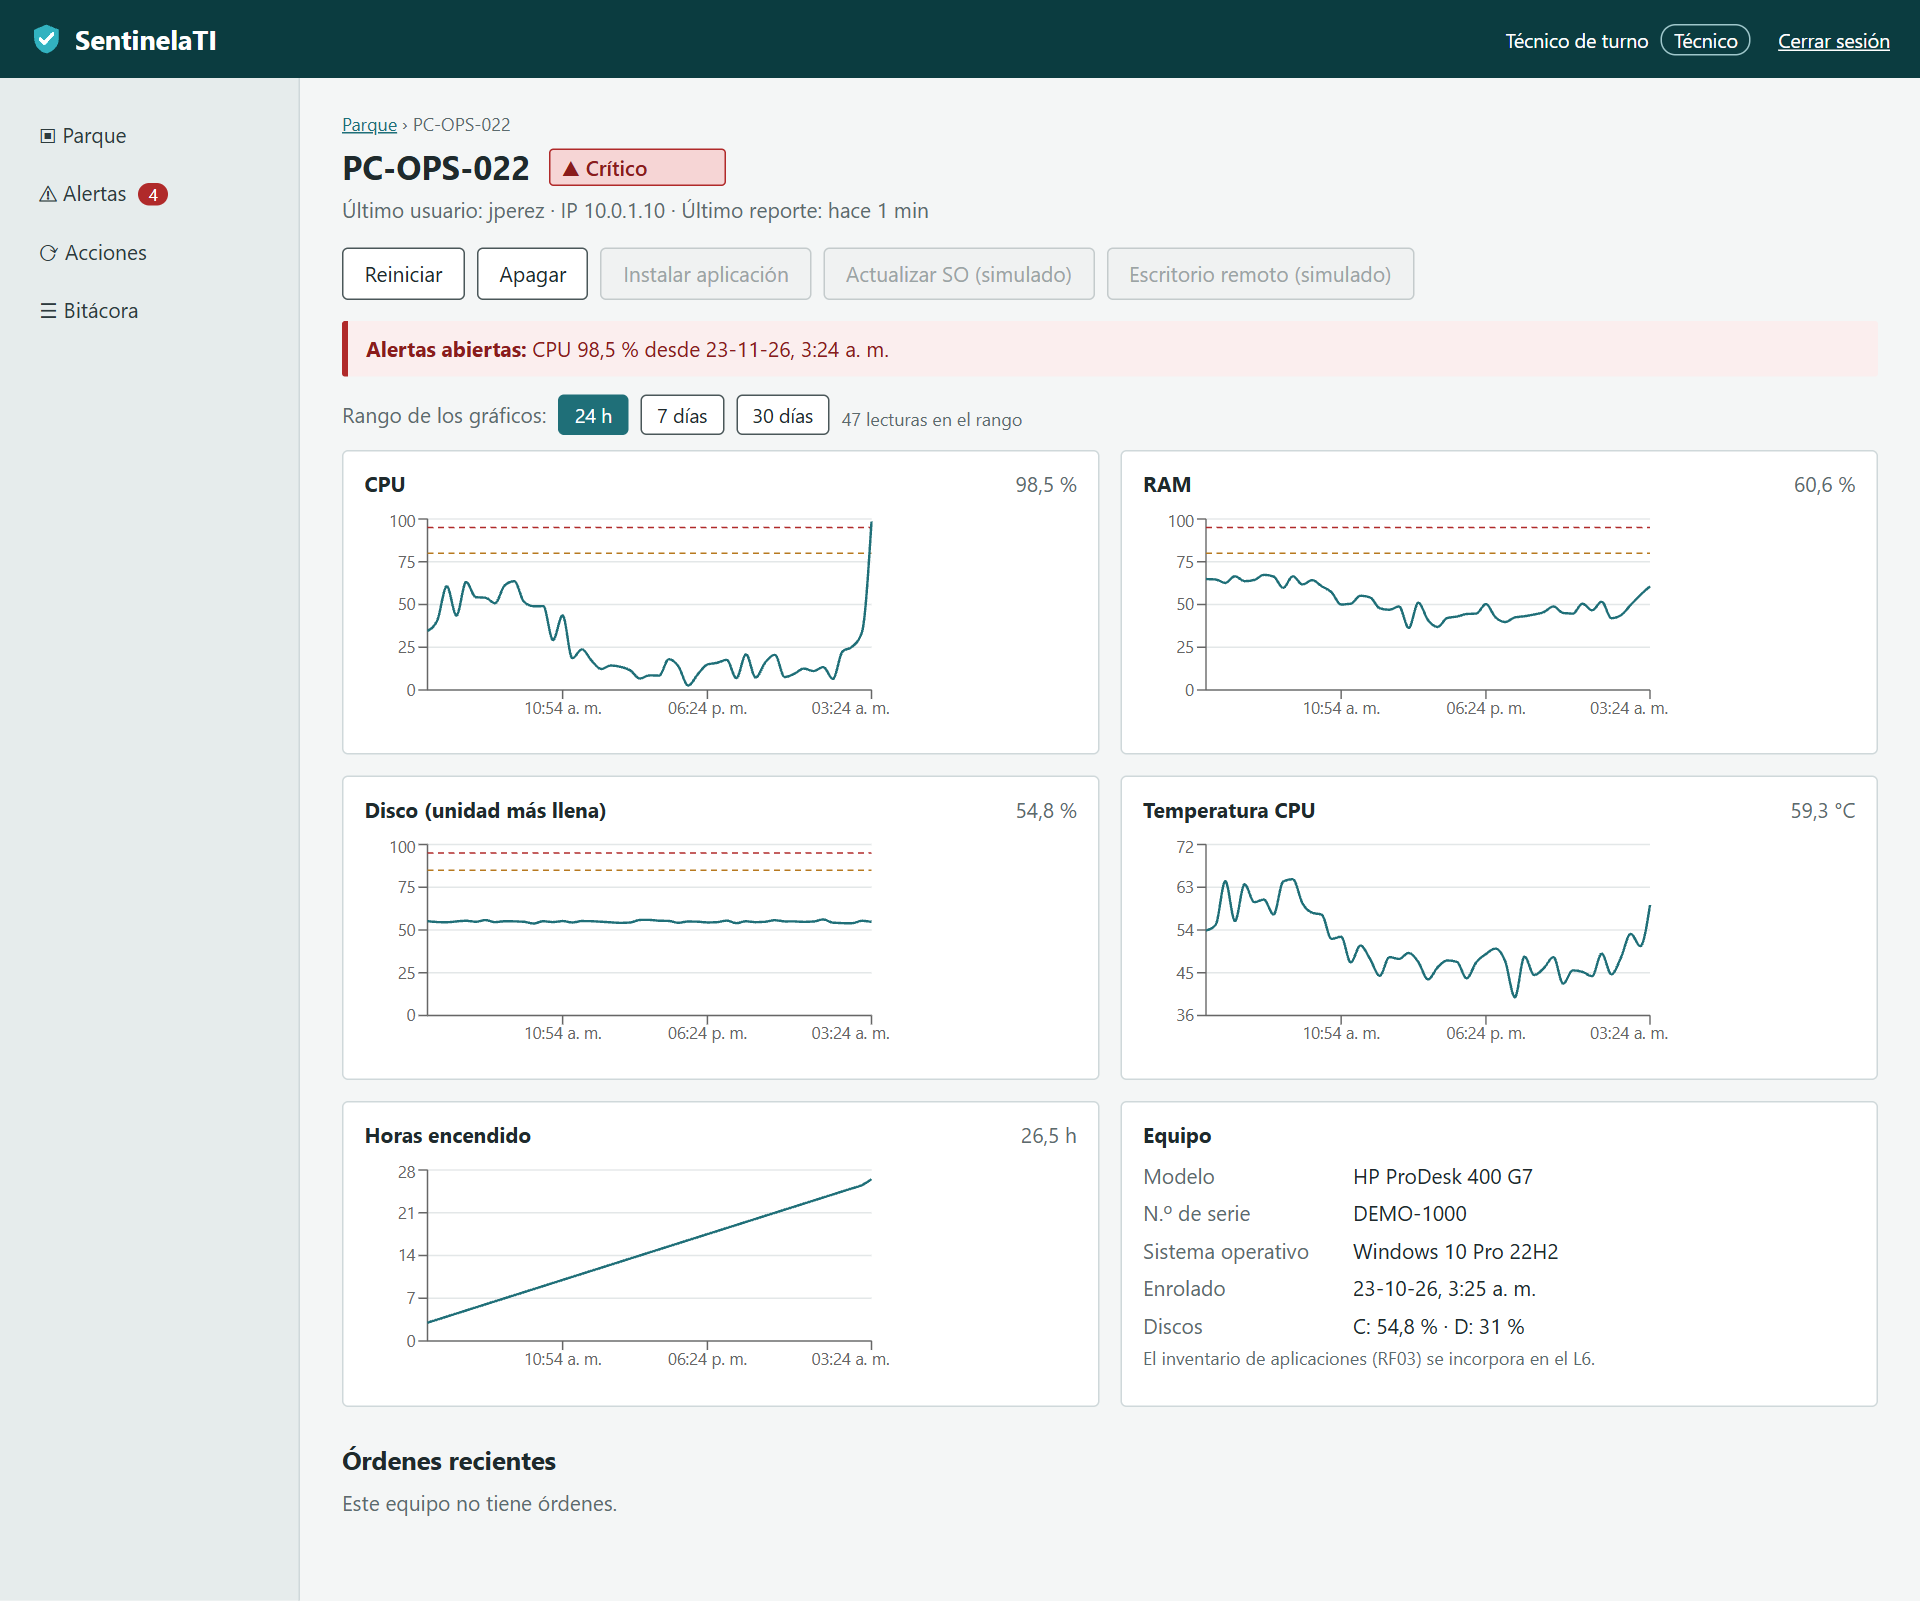 SentinelaTI
Técnico de turno Técnico Cerrar sesión
Parque
Alertas 4
Acciones
Bitácora
Parque › PC-OPS-022
PC-OPS-022 Crítico
Último usuario: jperez · IP 10.0.1.10 · Último reporte: hace 1 min
Reiniciar Apagar Instalar aplicación Actualizar SO (simulado) Escritorio remoto (simulado)
Alertas abiertas: CPU 98,5 % desde 23-11-26, 3:24 a. m.
Rango de los gráficos: 24 h 7 días 30 días 47 lecturas en el rango
CPU 98,5 %
100
75
50
25
0
10:54 a. m. 06:24 p. m. 03:24 a. m.
RAM 60,6 %
100
75
50
25
0
10:54 a. m. 06:24 p. m. 03:24 a. m.
Disco (unidad más llena) 54,8 %
100
75
50
25
0
10:54 a. m. 06:24 p. m. 03:24 a. m.
Temperatura CPU 59,3 °C
72
63
54
45
36
10:54 a. m. 06:24 p. m. 03:24 a. m.
Horas encendido 26,5 h
28
21
14
7
0
10:54 a. m. 06:24 p. m. 03:24 a. m.
Equipo
Modelo HP ProDesk 400 G7
N.º de serie DEMO-1000
Sistema operativo Windows 10 Pro 22H2
Enrolado 23-10-26, 3:25 a. m.
Discos C: 54,8 % · D: 31 %
El inventario de aplicaciones (RF03) se incorpora en el L6.
Órdenes recientes
Este equipo no tiene órdenes.